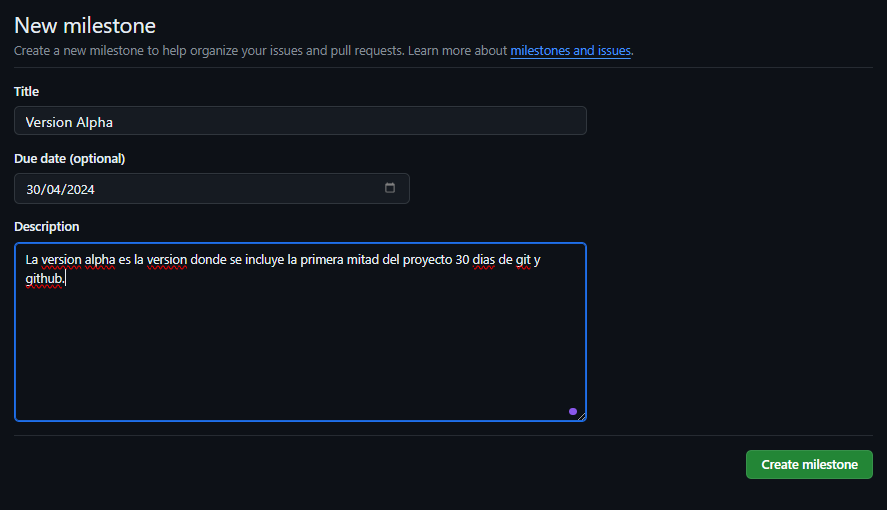 New milestone
Create a new milestone to help organize your issues and pull requests. Learn more about milestones and issues.
Title
Version Alpha
Due date (optional)
30/04/2024
Description
La version alpha es la version donde se incluye la primera mitad del proyecto 30 dias de git y
github.
Create milestone